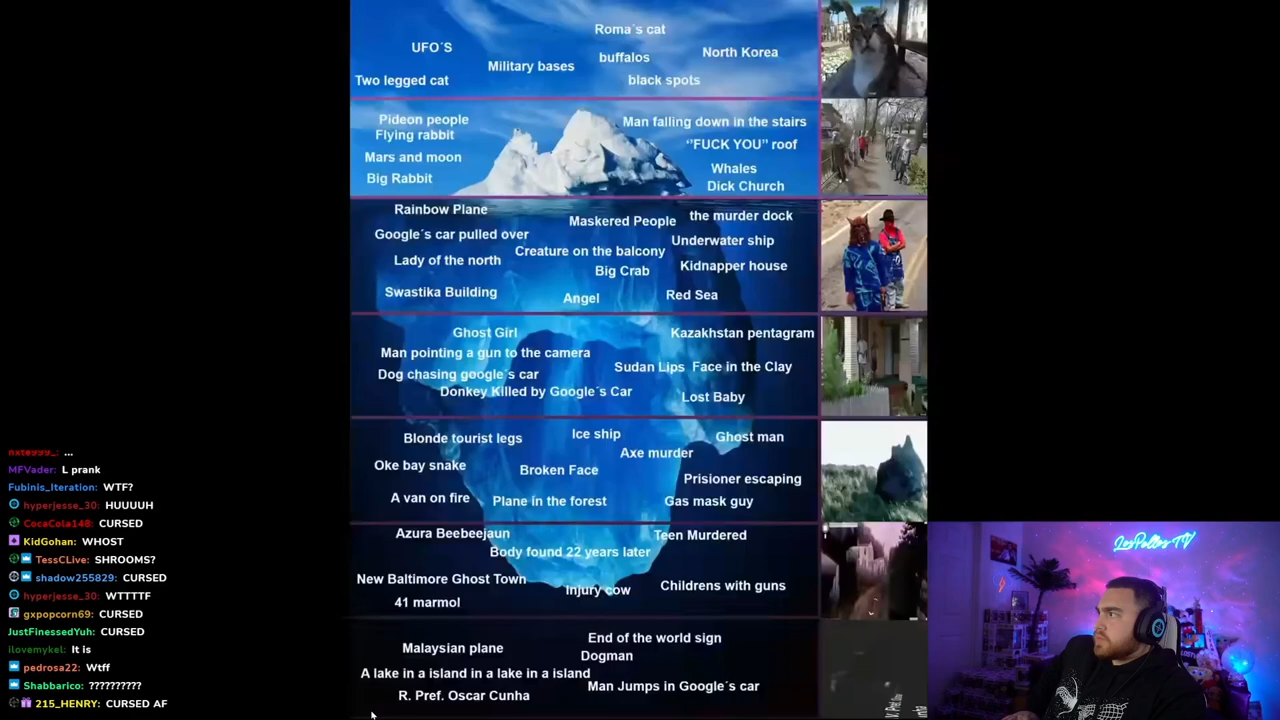 Roma´s cat
UFO´S
buffalos
North Korea
Military bases
Two legged cat
black spots
Pideon people
Man falling down in the stairs
Flying rabbit
‘’FUCK YOU’’ roof
Mars and moon
Whales
Big Rabbit
Dick Church
Rainbow Plane
Maskered People
the murder dock
Google´s car pulled over
Underwater ship
Creature on the balcony
Lady of the north
Big Crab
Kidnapper house
Swastika Building
Angel
Red Sea
Ghost Girl
Kazakhstan pentagram
Man pointing a gun to the camera
Sudan Lips
Face in the Clay
Dog chasing google´s car
Donkey Killed by Google´s Car
Lost Baby
Blonde tourist legs
Ice ship
Ghost man
Axe murder
Oke bay snake
Broken Face
Prisioner escaping
A van on fire
Plane in the forest
Gas mask guy
Azura Beebeejaun
Teen Murdered
Body found 22 years later
New Baltimore Ghost Town
Injury cow
Childrens with guns
41 marmol
End of the world sign
Malaysian plane
Dogman
A lake in a island in a lake in a island
Man Jumps in Google´s car
R. Pref. Oscar Cunha
...
MFVader: L prank
Fubinis_Iteration: WTF?
hyperjesse_30: HUUUUH
CocaCola148: CURSED
KidGohan: WHOST
TessCLive: SHROOMS?
shadow255829: CURSED
hyperjesse_30: WTTTTF
gxpopcorn69: CURSED
JustFinessedYuh: CURSED
ilovemykel: It is
pedrosa22: Wtff
Shabbarico: ??????????
215_HENRY: CURSED AF
LosPollosTV